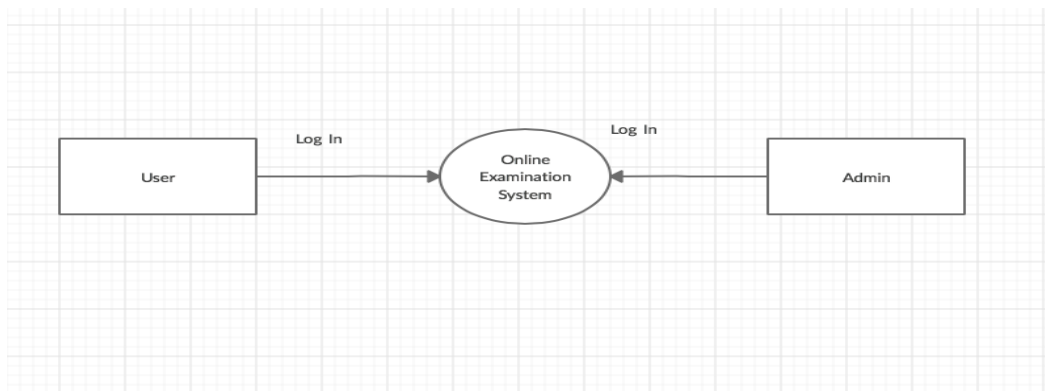 Log In
Log In
User
Online
Examination
System
Admin